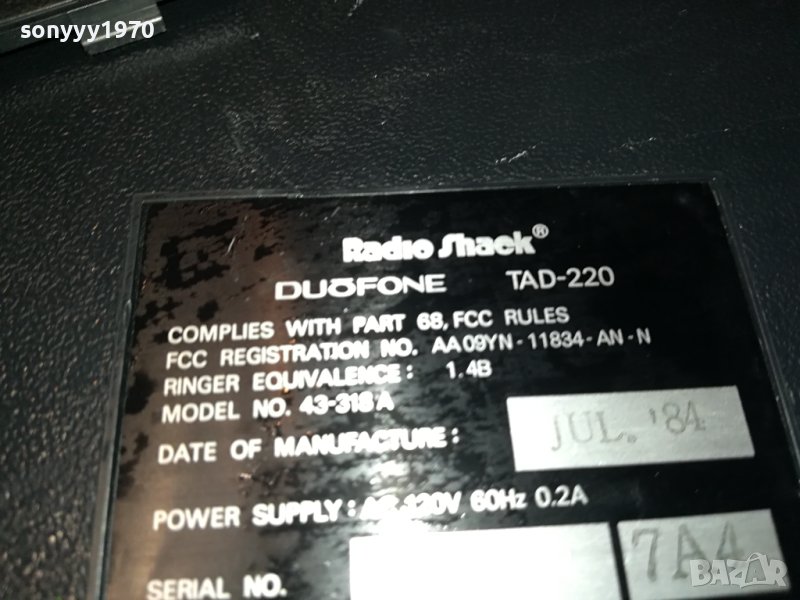 sonyyy1970
Radio Shack®
DUŌFONE TAD-220
COMPLIES WITH PART 68, FCC RULES
FCC REGISTRATION NO. AA09YN-11834-AN-N
RINGER EQUIVALENCE: 1.4B
MODEL NO. 43-318A
DATE OF MANUFACTURE: JUL. '84
POWER SUPPLY: AC 120V 60Hz 0.2A
SERIAL NO. 7A4
BAZAR